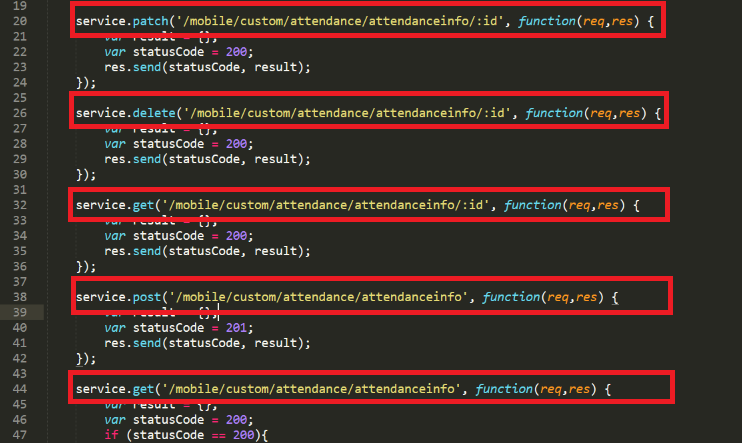 19
20 service.patch('/mobile/custom/attendance/attendanceinfo/:id', function(req,res) {
21 var result = {};
22 var statusCode = 200;
23 res.send(statusCode, result);
24 });
25
26 service.delete('/mobile/custom/attendance/attendanceinfo/:id', function(req,res) {
27 var result = {};
28 var statusCode = 200;
29 res.send(statusCode, result);
30 });
31
32 service.get('/mobile/custom/attendance/attendanceinfo/:id', function(req,res) {
33 var result = {};
34 var statusCode = 200;
35 res.send(statusCode, result);
36 });
37
38 service.post('/mobile/custom/attendance/attendanceinfo', function(req,res) {
39 var result = {};
40 var statusCode = 201;
41 res.send(statusCode, result);
42 });
43
44 service.get('/mobile/custom/attendance/attendanceinfo', function(req,res) {
45 var result = {};
46 var statusCode = 200;
47 if (statusCode == 200){